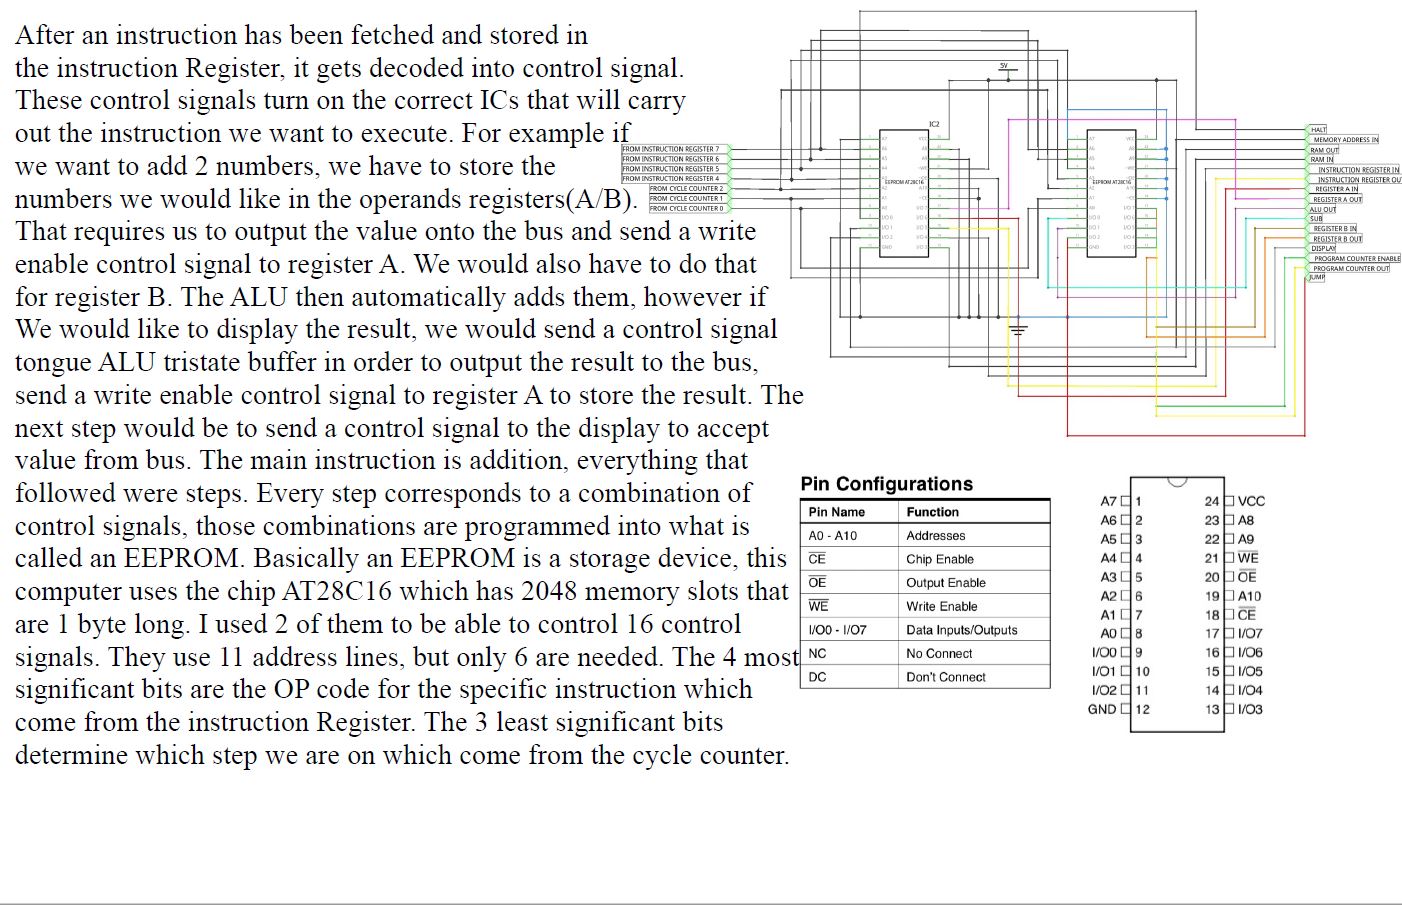 After an instruction has been fetched and stored in
the instruction Register, it gets decoded into control signal.
These control signals turn on the correct ICs that will carry
out the instruction we want to execute. For example if
we want to add 2 numbers, we have to store the
numbers we would like in the operands registers(A/B).
That requires us to output the value onto the bus and send a write
enable control signal to register A. We would also have to do that
for register B. The ALU then automatically adds them, however if
We would like to display the result, we would send a control signal
tongue ALU tristate buffer in order to output the result to the bus,
send a write enable control signal to register A to store the result. The
next step would be to send a control signal to the display to accept
value from bus. The main instruction is addition, everything that
followed were steps. Every step corresponds to a combination of
control signals, those combinations are programmed into what is
called an EEPROM. Basically an EEPROM is a storage device, this
computer uses the chip AT28C16 which has 2048 memory slots that
are 1 byte long. I used 2 of them to be able to control 16 control
signals. They use 11 address lines, but only 6 are needed. The 4 most
significant bits are the OP code for the specific instruction which
come from the instruction Register. The 3 least significant bits
determine which step we are on which come from the cycle counter.
FROM INSTRUCTION REGISTER 7
FROM INSTRUCTION REGISTER 6
FROM INSTRUCTION REGISTER 5
FROM INSTRUCTION REGISTER 4
FROM CYCLE COUNTER 2
FROM CYCLE COUNTER 1
FROM CYCLE COUNTER 0
IC2
EEPROM AT28C16
5V
EEPROM AT28C16
HALT
MEMORY ADDRESS IN
RAM OUT
RAM IN
INSTRUCTION REGISTER IN
INSTRUCTION REGISTER OU
REGISTER A IN
REGISTER A OUT
ALU OUT
SUB
REGISTER B IN
REGISTER B OUT
DISPLAY
PROGRAM COUNTER ENABLE
PROGRAM COUNTER OUT
JUMP
Pin Configurations
Pin Name Function
A0 - A10 Addresses
CE Chip Enable
OE Output Enable
WE Write Enable
I/O0 - I/O7 Data Inputs/Outputs
NC No Connect
DC Don't Connect
A7 1 24 VCC
A6 2 23 A8
A5 3 22 A9
A4 4 21 WE
A3 5 20 OE
A2 6 19 A10
A1 7 18 CE
A0 8 17 I/O7
I/O0 9 16 I/O6
I/O1 10 15 I/O5
I/O2 11 14 I/O4
GND 12 13 I/O3